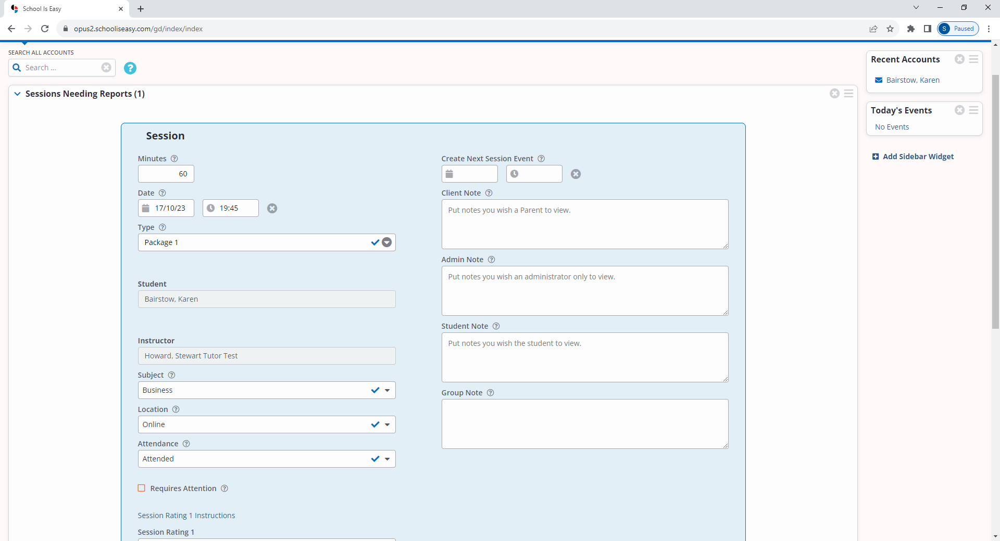 School Is Easy
opus2.schooliseasy.com/gd/index/index
S Paused
SEARCH ALL ACCOUNTS
Search ...
?
Sessions Needing Reports (1)
Session
Minutes ?
60
Date ?
17/10/23 19:45
Type ?
Package 1
Student
Bairstow, Karen
Instructor
Howard, Stewart Tutor Test
Subject ?
Business
Location ?
Online
Attendance ?
Attended
Requires Attention ?
Session Rating 1 Instructions
Session Rating 1
Create Next Session Event ?
Client Note ?
Put notes you wish a Parent to view.
Admin Note ?
Put notes you wish an administrator only to view.
Student Note ?
Put notes you wish the student to view.
Group Note ?
Recent Accounts
Bairstow, Karen
Today's Events
No Events
Add Sidebar Widget